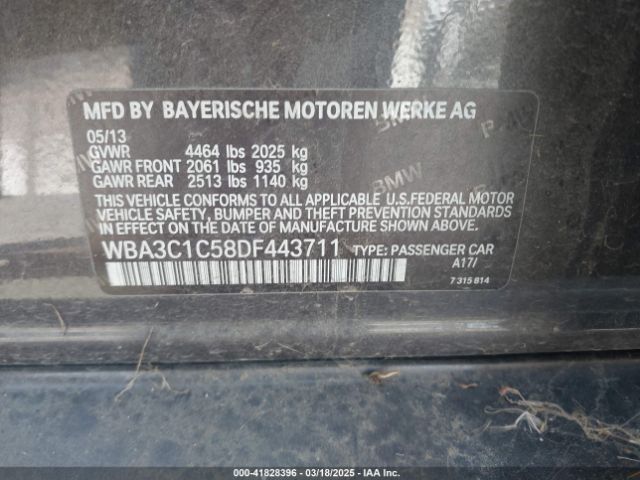 MFD BY BAYERISCHE MOTOREN WERKE AG
05/13
GVWR 4464 lbs 2025 kg
GAWR FRONT 2061 lbs 935 kg
GAWR REAR 2513 lbs 1140 kg
THIS VEHICLE CONFORMS TO ALL APPLICABLE U.S.FEDERAL MOTOR
VEHICLE SAFETY, BUMPER AND THEFT PREVENTION STANDARDS
IN EFFECT ON THE DATE OF MANUFACTURE SHOWN ABOVE.
WBA3C1C58DF443711 TYPE: PASSENGER CAR
A17/
7 315 814
BMW
000-41828396 - 03/18/2025 - IAA Inc.